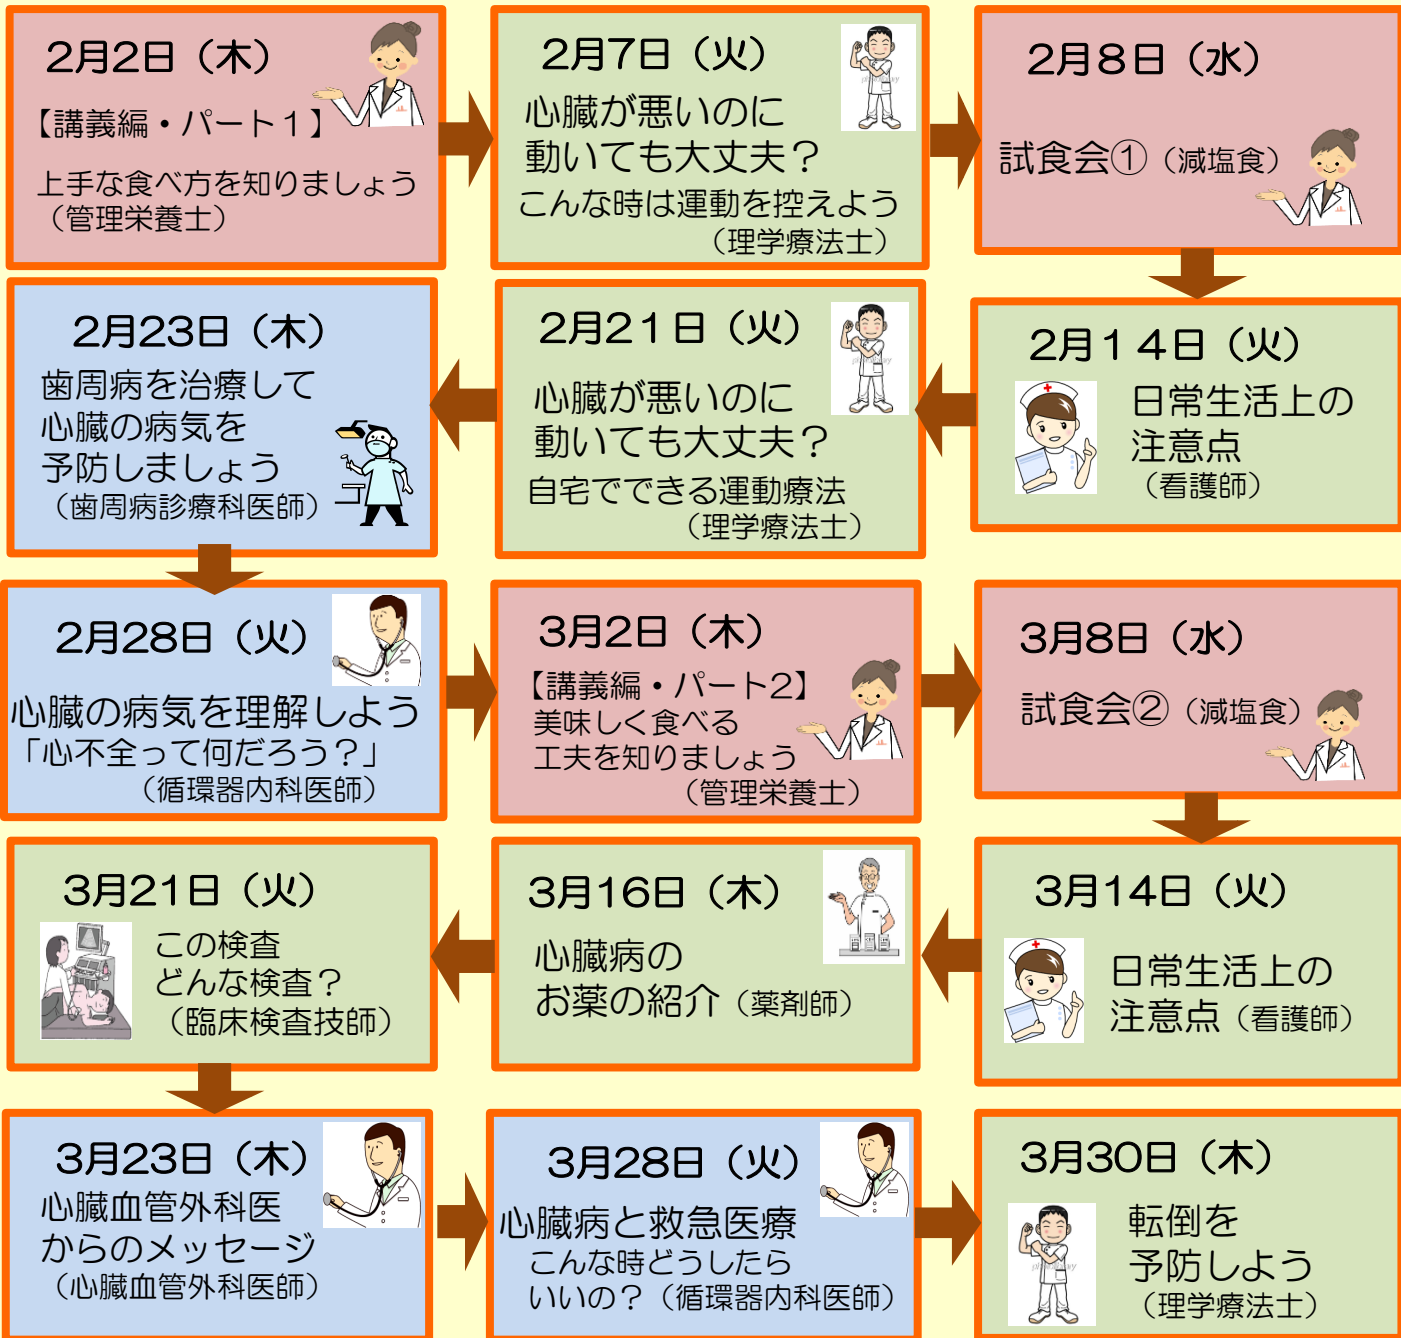 2月2日（木）
【講義編・パート１】
上手な食べ方を知りましょう
（管理栄養士）
2月7日（火）
心臓が悪いのに
動いても大丈夫？
こんな時は運動を控えよう
（理学療法士）
2月８日（水）
試食会①（減塩食）
2月１４日（火）
日常生活上の
注意点
（看護師）
2月2１日（火）
心臓が悪いのに
動いても大丈夫？
自宅でできる運動療法
（理学療法士）
2月23日（木）
歯周病を治療して
心臓の病気を
予防しましょう
（歯周病診療科医師）
2月28日（火）
心臓の病気を理解しよう
「心不全って何だろう？」
（循環器内科医師）
3月2日（木）
【講義編・パート2】
美味しく食べる
工夫を知りましょう
（管理栄養士）
3月8日（水）
試食会②（減塩食）
3月14日（火）
日常生活上の
注意点（看護師）
3月16日（木）
心臓病の
お薬の紹介（薬剤師）
3月21日（火）
この検査
どんな検査？
（臨床検査技師）
3月23日（木）
心臓血管外科医
からのメッセージ
（心臓血管外科医師）
3月28日（火）
心臓病と救急医療
こんな時どうしたら
いいの？（循環器内科医師）
3月30日（木）
転倒を
予防しよう
（理学療法士）